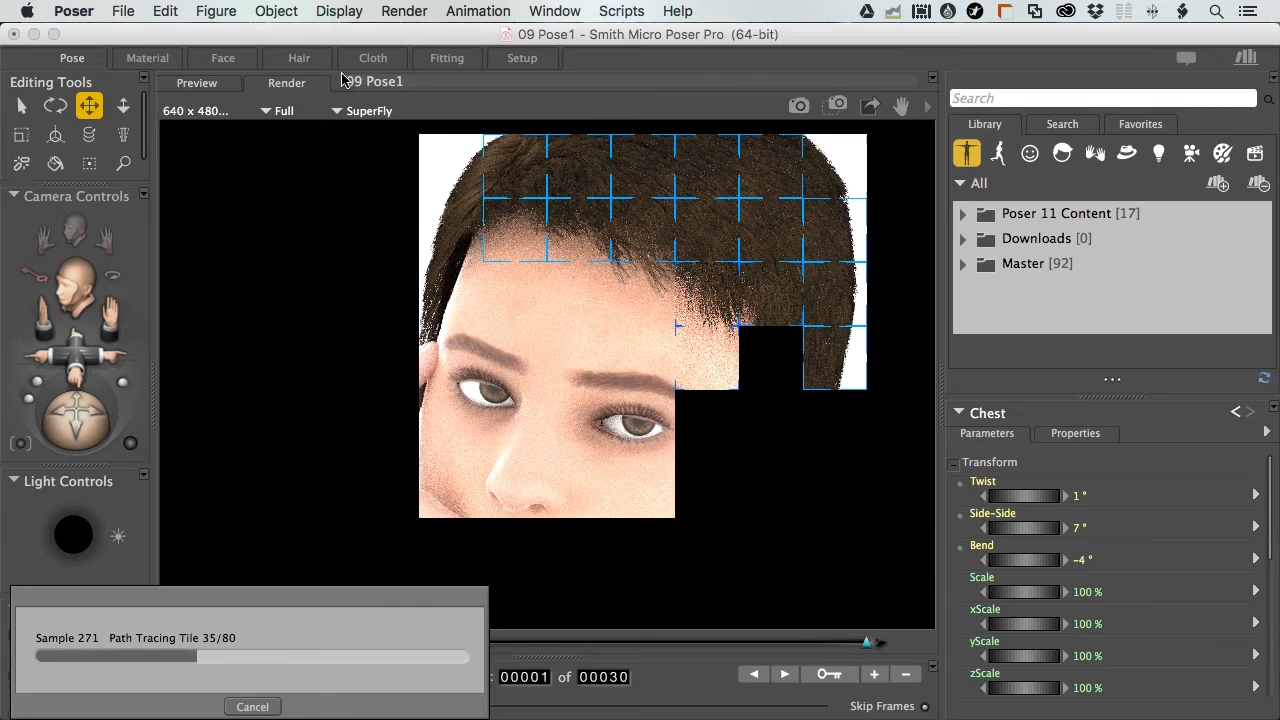 Poser File Edit Figure Object Display Render Animation Window Scripts Help
09 Pose1 - Smith Micro Poser Pro (64-bit)
Pose Material Face Hair Cloth Fitting Setup
Editing Tools
Preview Render 09 Pose1
640 x 480... Full SuperFly
Search
Library Search Favorites
All
Poser 11 Content [17]
Downloads [0]
Master [92]
Camera Controls
Light Controls
Chest
Parameters Properties
Transform
Twist
1 °
Side-Side
7 °
Bend
-4 °
Scale
100 %
xScale
100 %
yScale
100 %
zScale
100 %
Sample 271 Path Tracing Tile 35/80
Cancel
: 00001 of 00030
Skip Frames